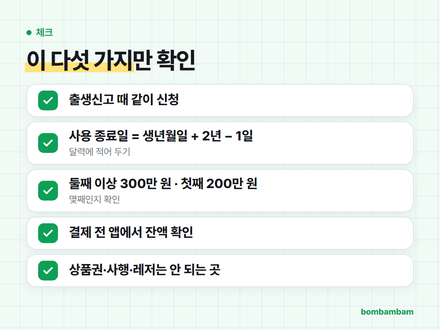 체크
이 다섯 가지만 확인
출생신고 때 같이 신청
사용 종료일 = 생년월일 + 2년 − 1일
달력에 적어 두기
둘째 이상 300만 원 · 첫째 200만 원
몇째인지 확인
결제 전 앱에서 잔액 확인
상품권·사행·레저는 안 되는 곳
bombambam